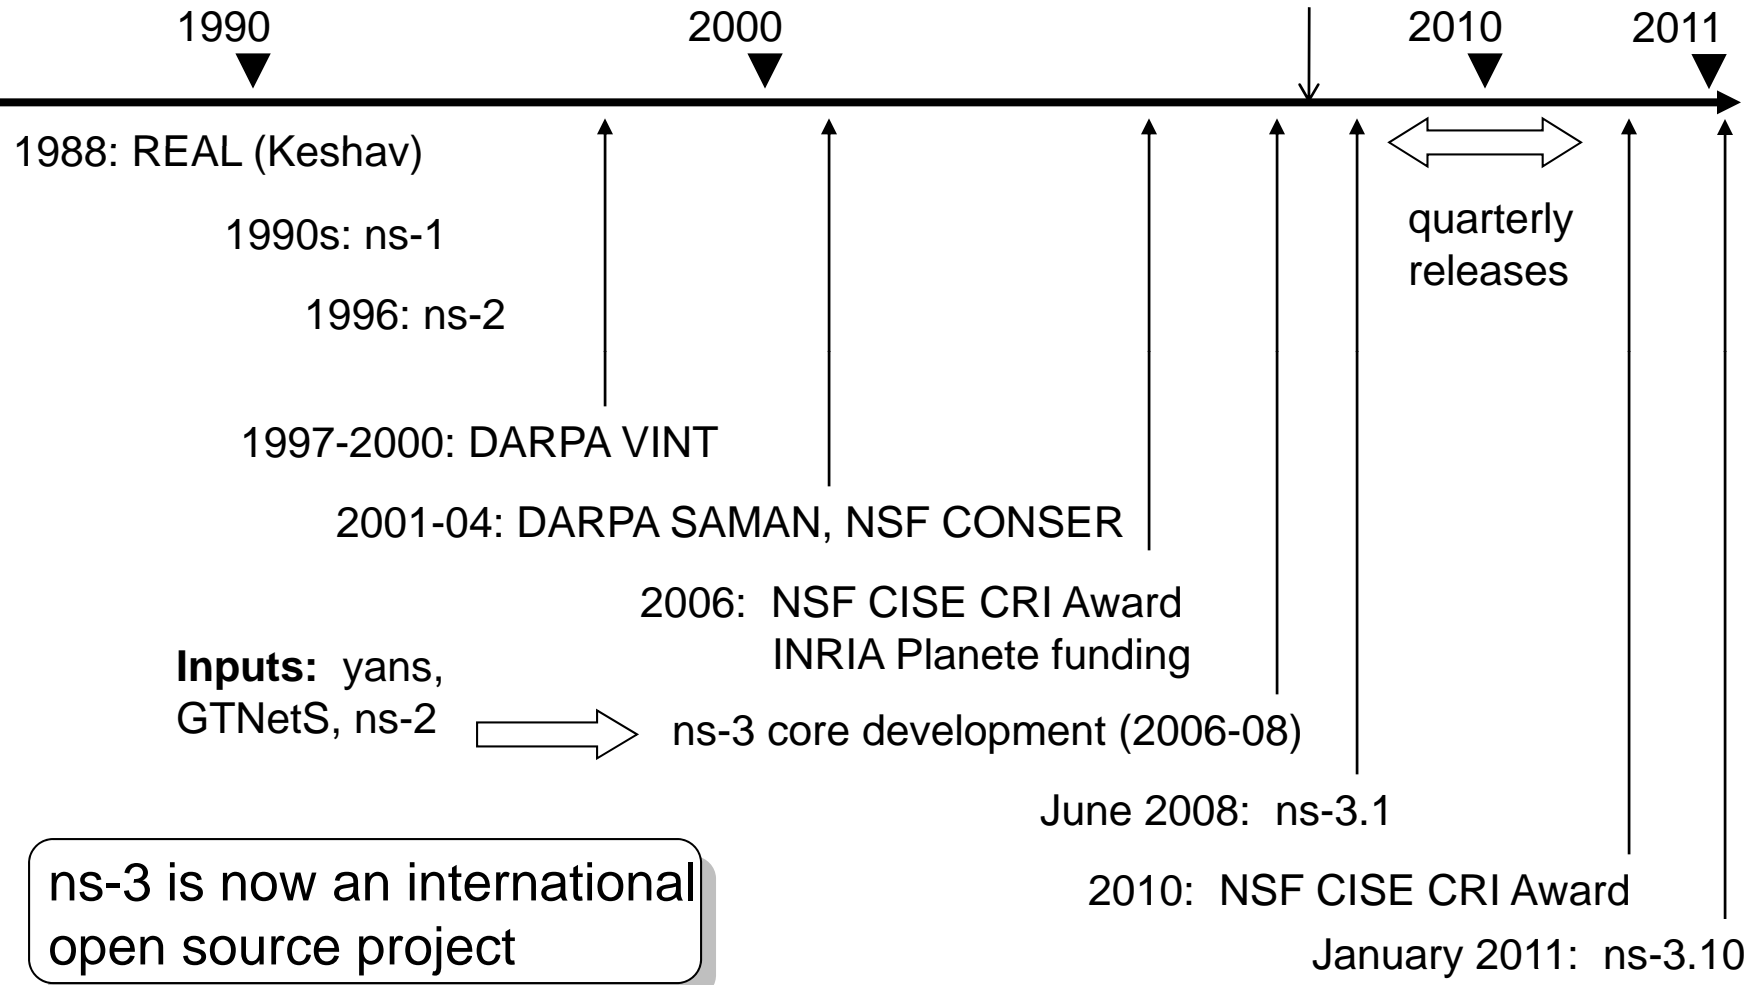 1990
2000
2010
2011
1988: REAL (Keshav)
1990s: ns-1
1996: ns-2
quarterly
releases
1997-2000: DARPA VINT
2001-04: DARPA SAMAN, NSF CONSER
2006: NSF CISE CRI Award
INRIA Planete funding
Inputs: yans,
GTNetS, ns-2
ns-3 core development (2006-08)
June 2008: ns-3.1
ns-3 is now an international
open source project
2010: NSF CISE CRI Award
January 2011: ns-3.10